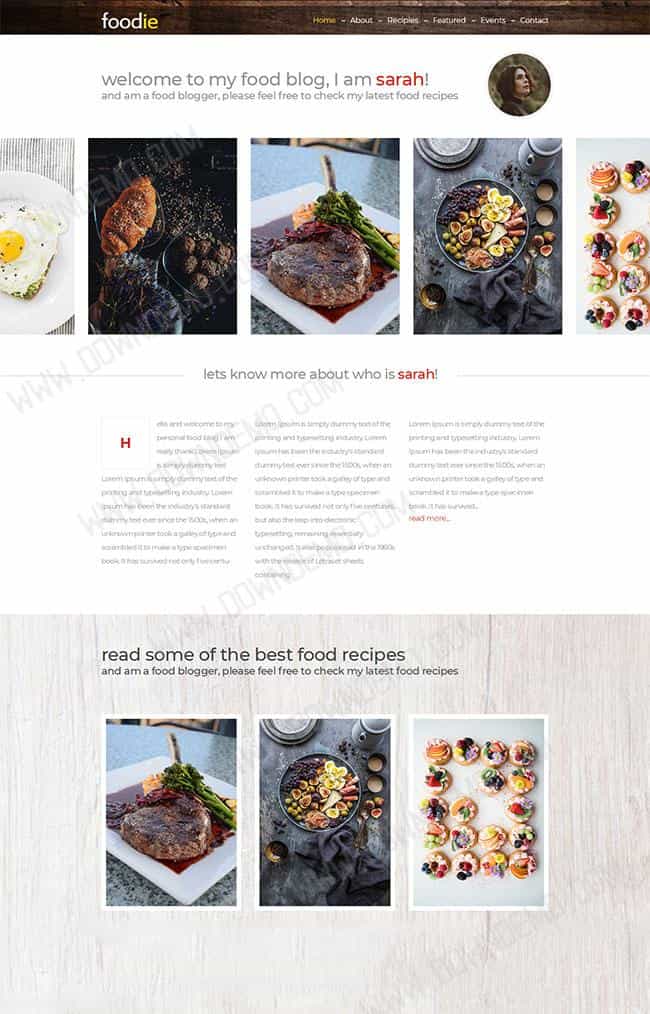 foodie
Home – About – Recipies – Featured – Events – Contact
welcome to my food blog, I am sarah!
and am a food blogger, please feel free to check my latest food recipes
WWW.DOWNDEMO.COM
lets know more about who is sarah!
H
ello and welcome to my
personal food blog I am
really thanks Lorem Ipsum
is simply dummy text
Lorem Ipsum is simply dummy text of the
printing and typesetting industry. Lorem
Ipsum has been the industry's standard
dummy text ever since the 1500s, when an
unknown printer took a galley of type and
scrambled it to make a type specimen
book. It has survived not only five centu-
Lorem Ipsum is simply dummy text of the
printing and typesetting industry. Lorem
Ipsum has been the industry's standard
dummy text ever since the 1500s, when an
unknown printer took a galley of type and
scrambled it to make a type specimen
book. It has survived not only five centuries,
but also the leap into electronic
typesetting, remaining essentially
unchanged. It was popularised in the 1960s
with the release of Letraset sheets
containing
Lorem Ipsum is simply dummy text of the
printing and typesetting industry. Lorem
Ipsum has been the industry's standard
dummy text ever since the 1500s, when an
unknown printer took a galley of type and
scrambled it to make a type specimen
book. It has survived...
read more...
read some of the best food recipes
and am a food blogger, please feel free to check my latest food recipes